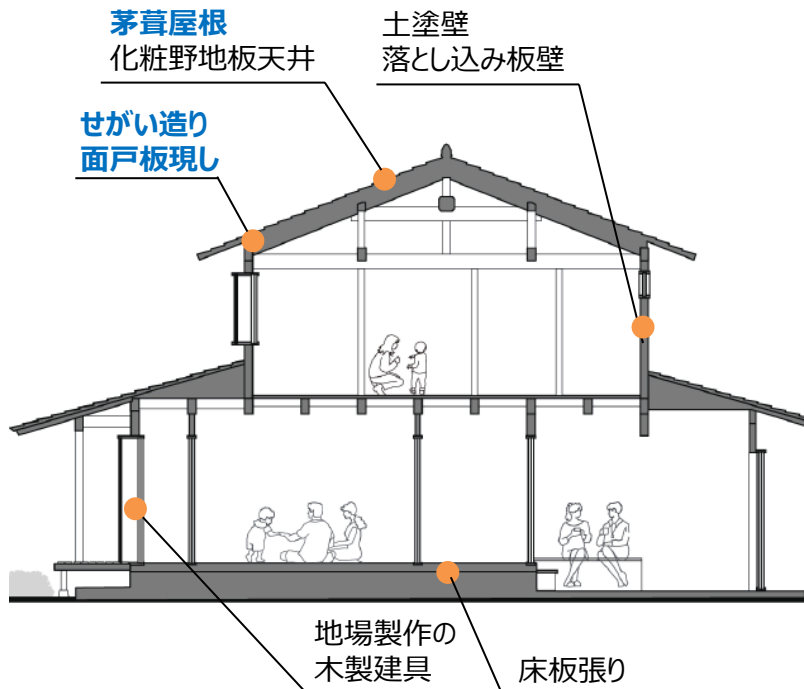 茅葺屋根
化粧野地板天井
土塗壁
落とし込み板壁
せがい造り
面戸板現し
地場製作の
木製建具
床板張り